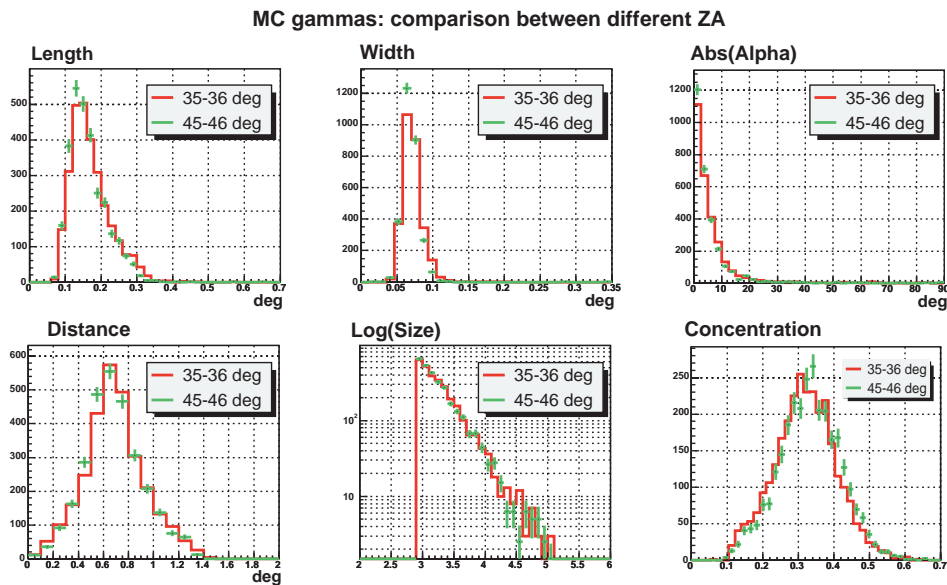 MC gammas: comparison between different ZA
Length
500
400
300
200
100
0
0 0.1 0.2 0.3 0.4 0.5 0.6 0.7
deg
35-36 deg
45-46 deg
Width
1200
1000
800
600
400
200
0
0 0.05 0.1 0.15 0.2 0.25 0.3 0.35
deg
35-36 deg
45-46 deg
Abs(Alpha)
1200
1000
800
600
400
200
0
0 10 20 30 40 50 60 70 80 90
deg
35-36 deg
45-46 deg
Distance
600
500
400
300
200
100
0
0 0.2 0.4 0.6 0.8 1 1.2 1.4 1.6 1.8 2
deg
35-36 deg
45-46 deg
Log(Size)
10²
10
2 2.5 3 3.5 4 4.5 5 5.5 6
35-36 deg
45-46 deg
Concentration
250
200
150
100
50
0
0 0.1 0.2 0.3 0.4 0.5 0.6 0.7
35-36 deg
45-46 deg